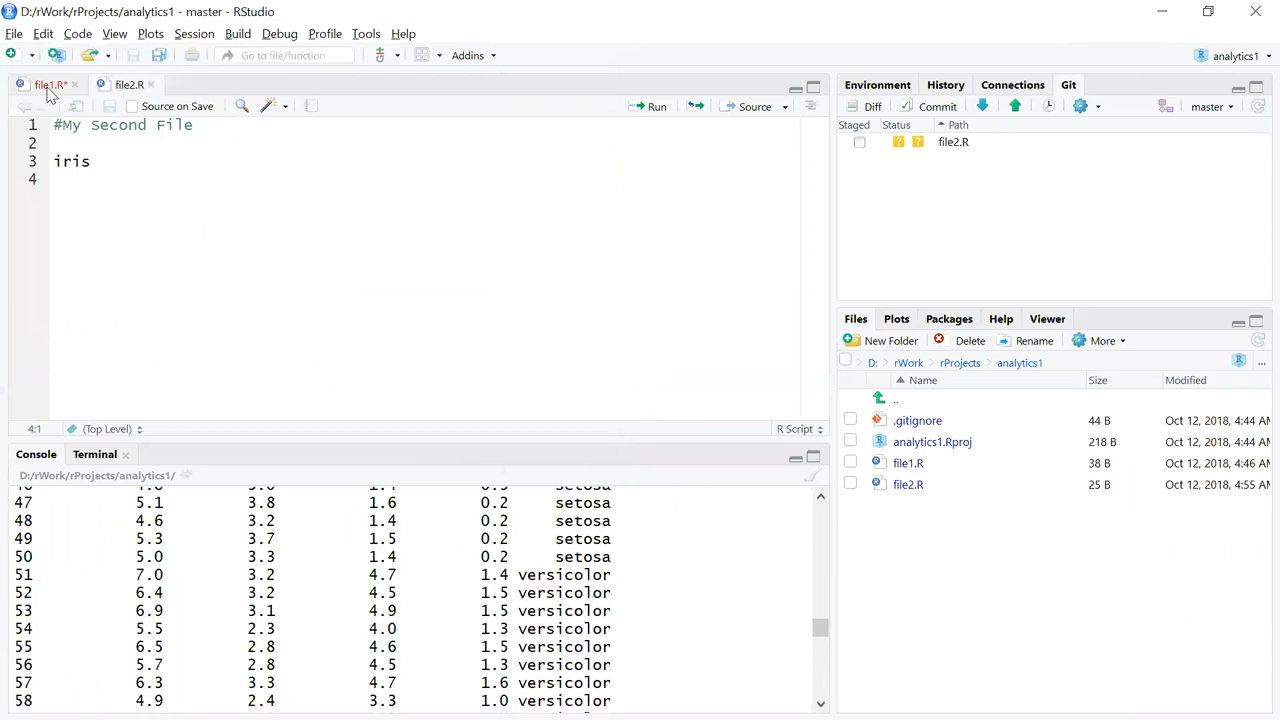 D:/rWork/rProjects/analytics1 - master - RStudio
File Edit Code View Plots Session Build Debug Profile Tools Help
Go to file/function Addins analytics1
file1.R* file2.R
Source on Save Run Source
1 #My Second File
2
3 iris
4
4:1 (Top Level) R Script
Console Terminal
D:/rWork/rProjects/analytics1/
47 5.1 3.8 1.6 0.2 setosa
48 4.6 3.2 1.4 0.2 setosa
49 5.3 3.7 1.5 0.2 setosa
50 5.0 3.3 1.4 0.2 setosa
51 7.0 3.2 4.7 1.4 versicolor
52 6.4 3.2 4.5 1.5 versicolor
53 6.9 3.1 4.9 1.5 versicolor
54 5.5 2.3 4.0 1.3 versicolor
55 6.5 2.8 4.6 1.5 versicolor
56 5.7 2.8 4.5 1.3 versicolor
57 6.3 3.3 4.7 1.6 versicolor
58 4.9 2.4 3.3 1.0 versicolor
Environment History Connections Git
Diff Commit master
Staged Status Path
? ? file2.R
Files Plots Packages Help Viewer
New Folder Delete Rename More
D: rWork rProjects analytics1 ...
Name Size Modified
..
.gitignore 44 B Oct 12, 2018, 4:44 AM
analytics1.Rproj 218 B Oct 12, 2018, 4:44 AM
file1.R 38 B Oct 12, 2018, 4:46 AM
file2.R 25 B Oct 12, 2018, 4:55 AM